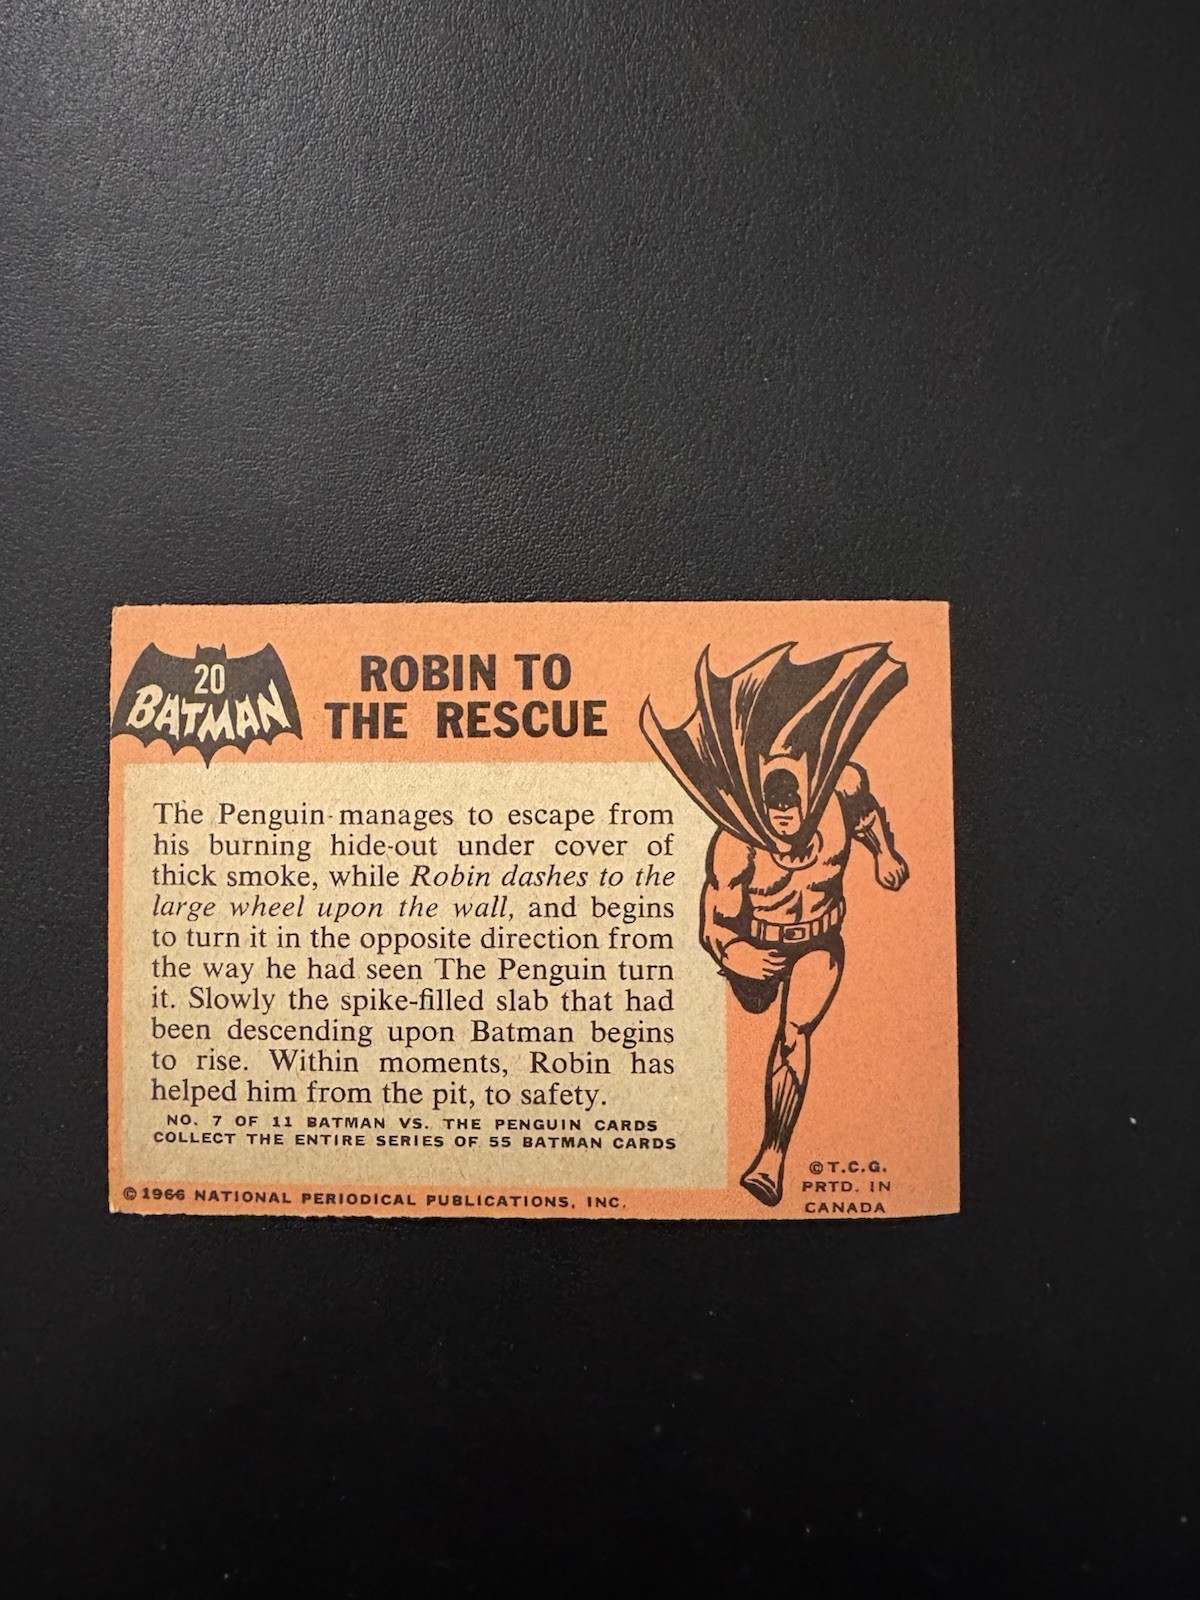 20
BATMAN
ROBIN TO
THE RESCUE
The Penguin manages to escape from
his burning hide-out under cover of
thick smoke, while Robin dashes to the
large wheel upon the wall, and begins
to turn it in the opposite direction from
the way he had seen The Penguin turn
it. Slowly the spike-filled slab that had
been descending upon Batman begins
to rise. Within moments, Robin has
helped him from the pit, to safety.
NO. 7 OF 11 BATMAN VS. THE PENGUIN CARDS
COLLECT THE ENTIRE SERIES OF 55 BATMAN CARDS
© 1966 NATIONAL PERIODICAL PUBLICATIONS, INC.
© T.C.G.
PRTD. IN
CANADA